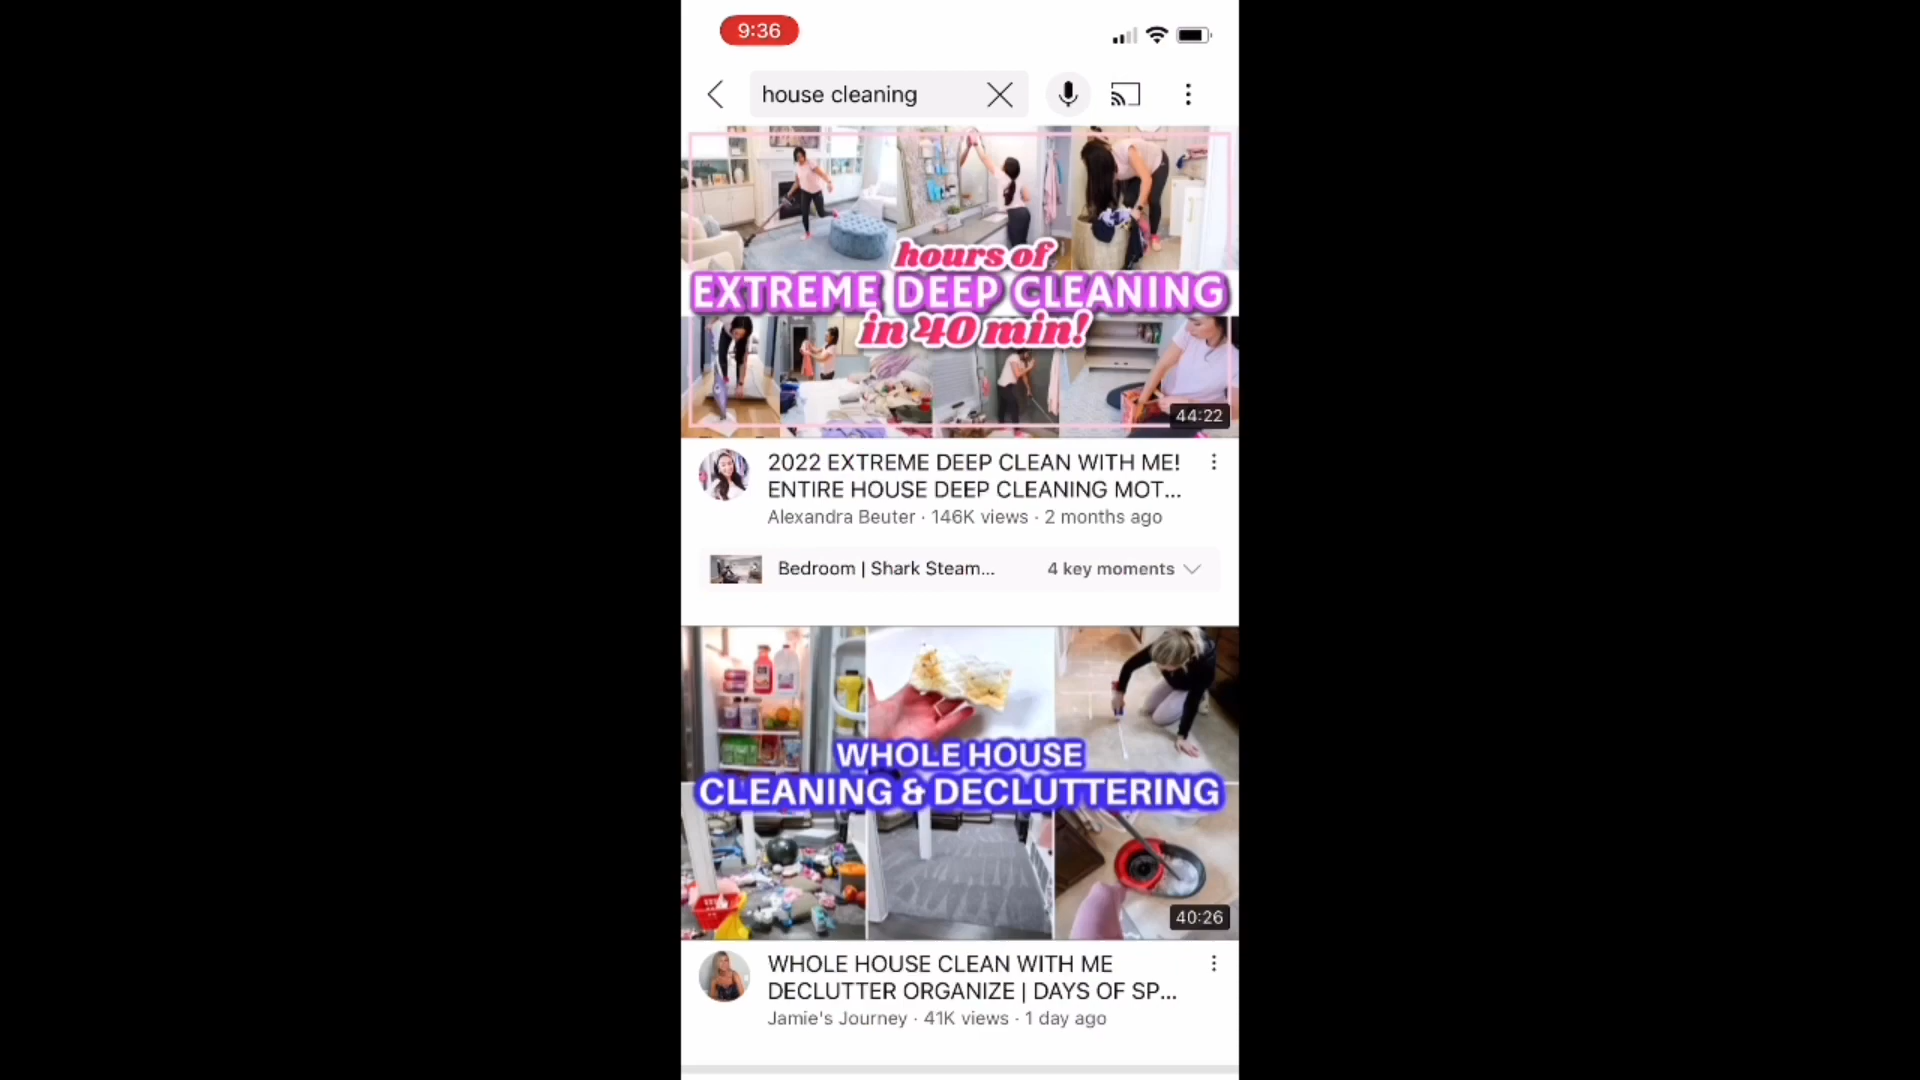 9:36
house cleaning
hours of
EXTREME DEEP CLEANING
in 40 min!
44:22
2022 EXTREME DEEP CLEAN WITH ME!
ENTIRE HOUSE DEEP CLEANING MOT...
Alexandra Beuter · 146K views · 2 months ago
Bedroom | Shark Steam... 4 key moments
WHOLE HOUSE
CLEANING & DECLUTTERING
40:26
WHOLE HOUSE CLEAN WITH ME
DECLUTTER ORGANIZE | DAYS OF SP...
Jamie's Journey · 41K views · 1 day ago